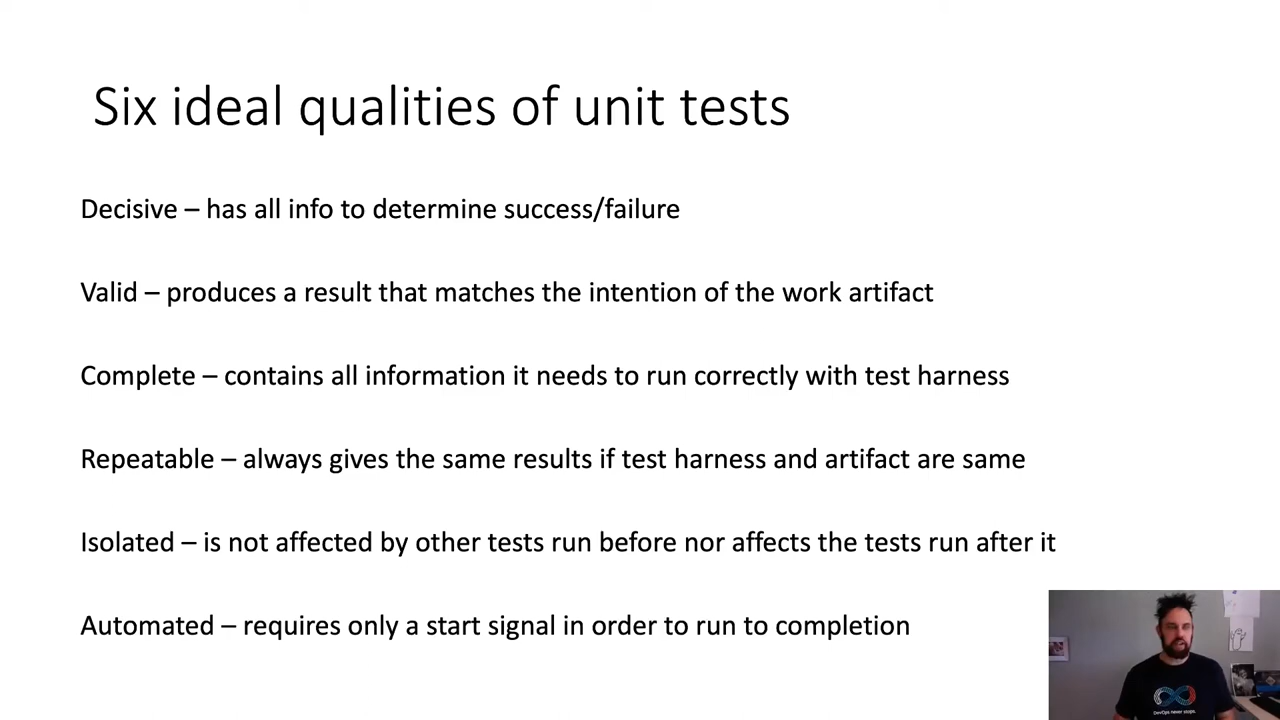 Six ideal qualities of unit tests
Decisive – has all info to determine success/failure
Valid – produces a result that matches the intention of the work artifact
Complete – contains all information it needs to run correctly with test harness
Repeatable – always gives the same results if test harness and artifact are same
Isolated – is not affected by other tests run before nor affects the tests run after it
Automated – requires only a start signal in order to run to completion
DevOps never stops.